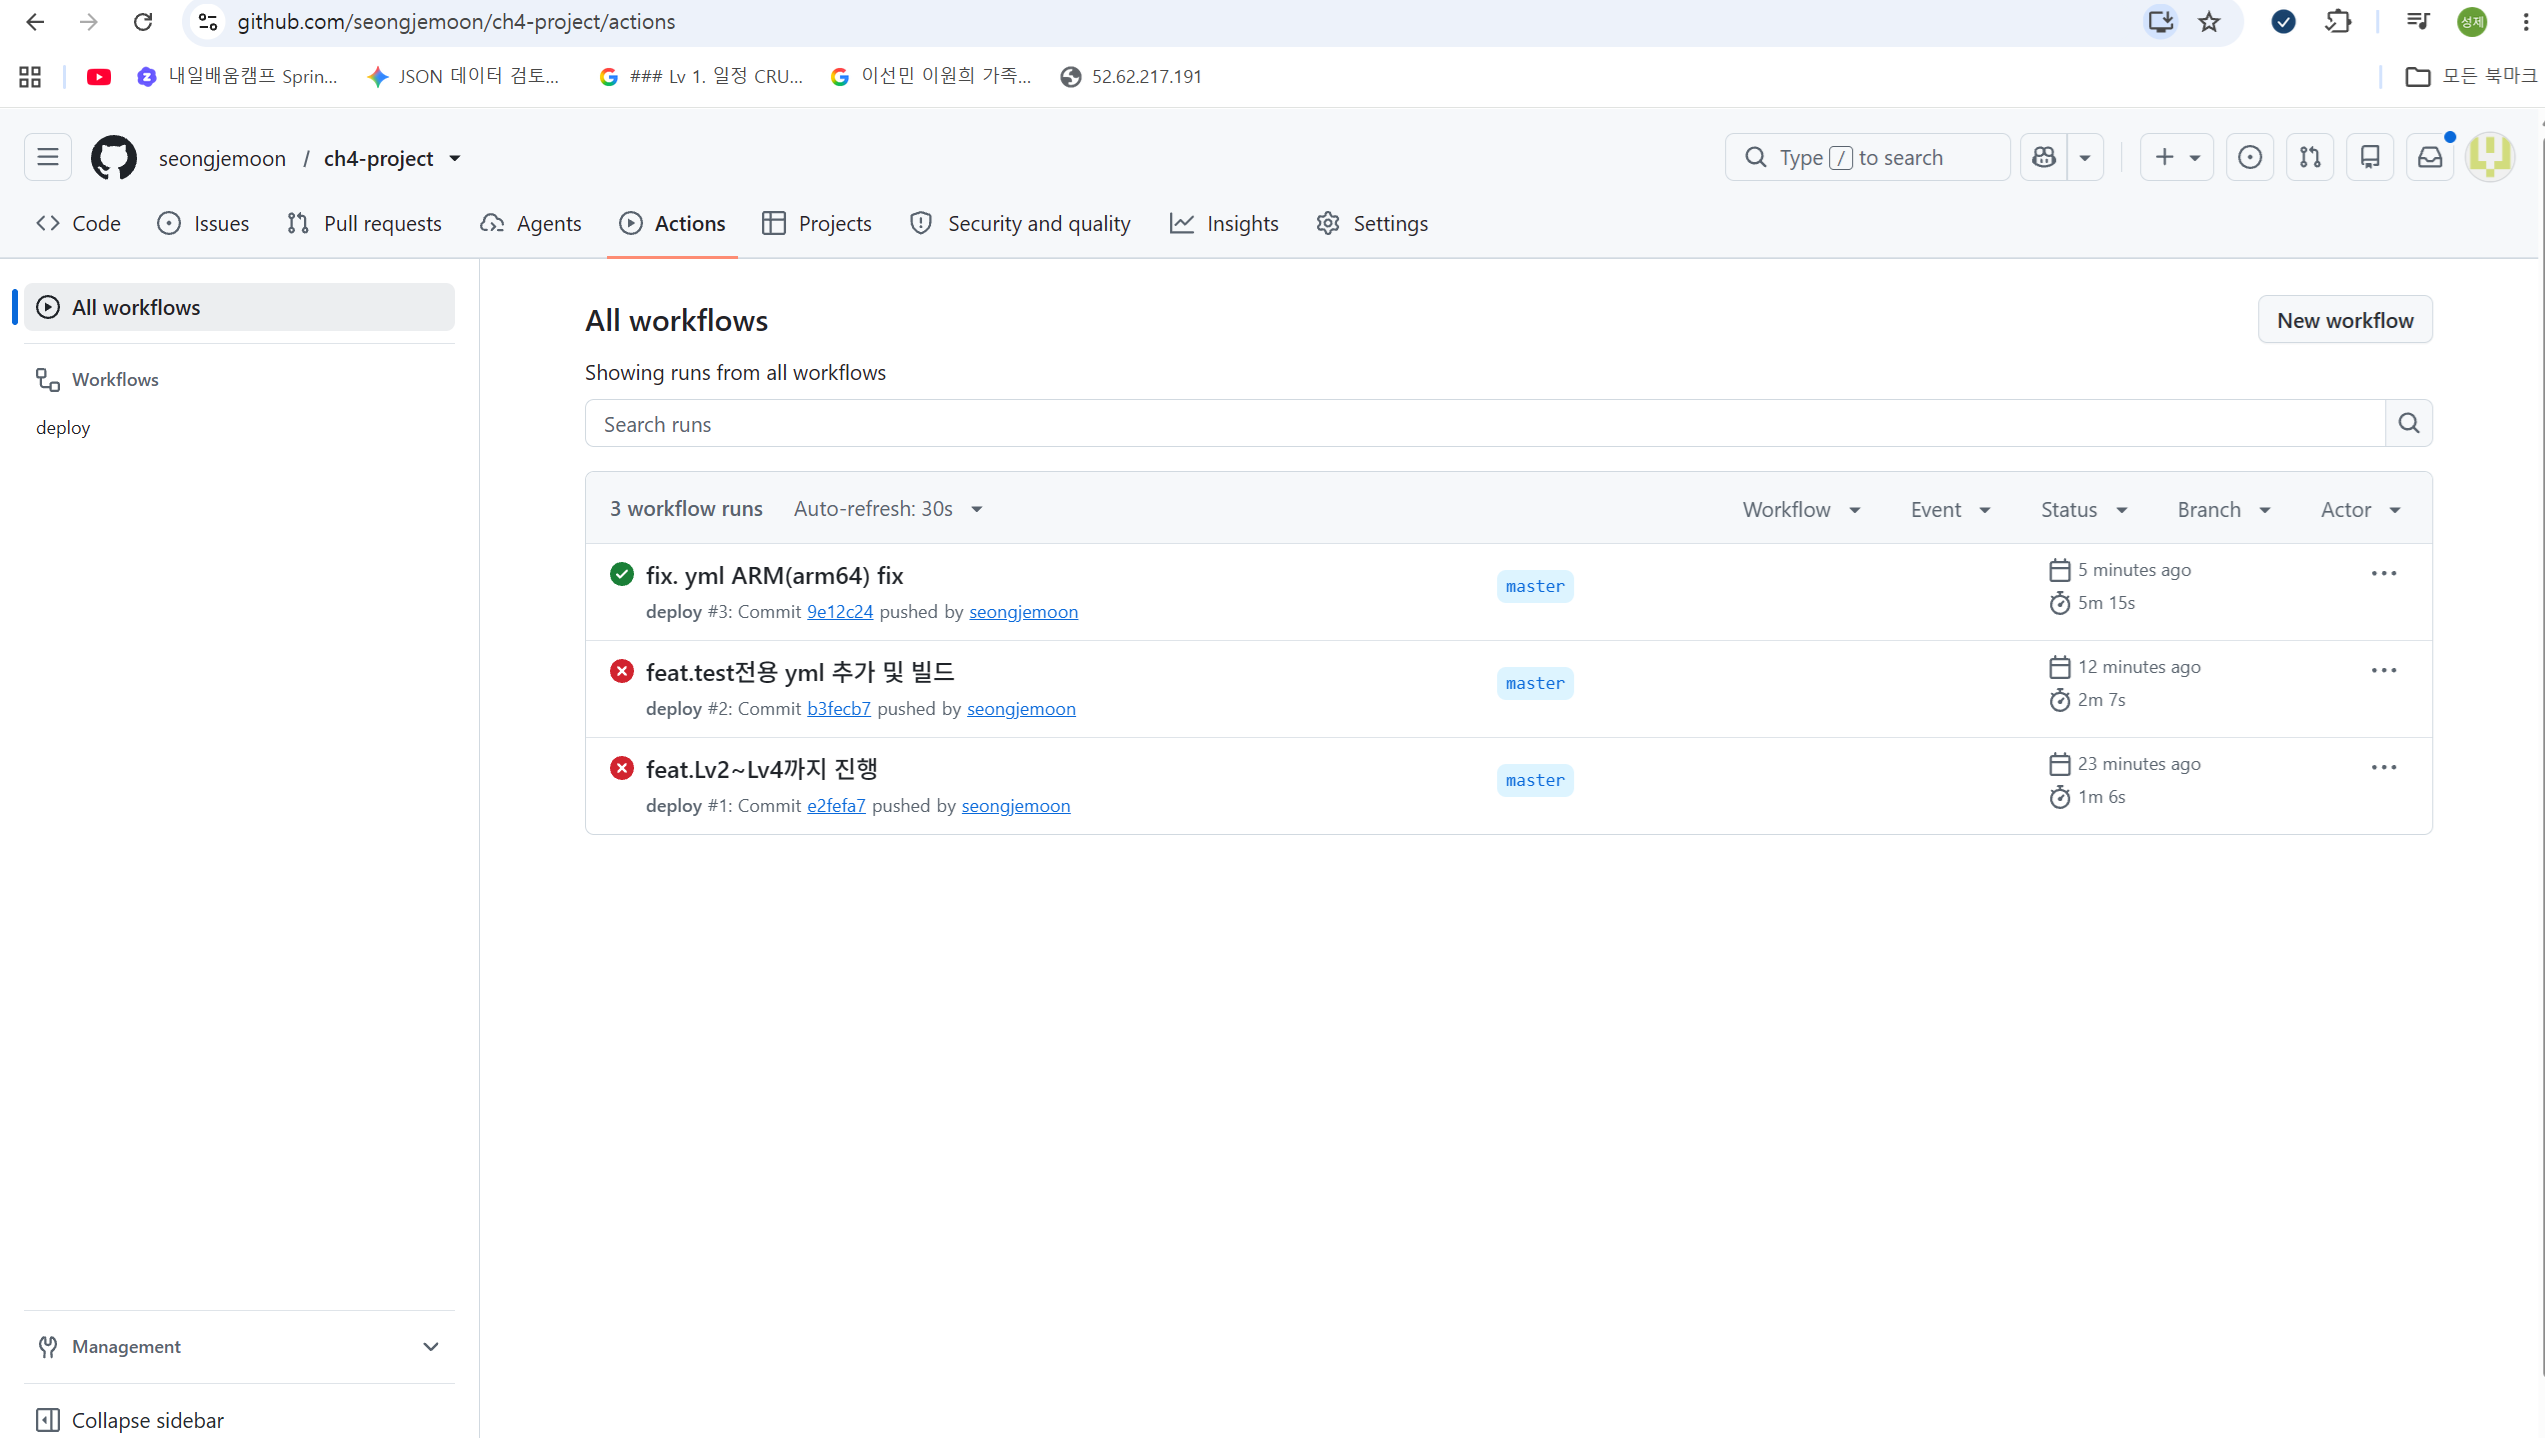 github.com/seongjemoon/ch4-project/actions
성제
내일배움캠프 Sprin...
JSON 데이터 검토...
### Lv 1. 일정 CRU...
이선민 이원희 가족...
52.62.217.191
모든 북마크
seongjemoon / ch4-project
Type / to search
Code
Issues
Pull requests
Agents
Actions
Projects
Security and quality
Insights
Settings
All workflows
Workflows
deploy
Management
Collapse sidebar
All workflows
New workflow
Showing runs from all workflows
Search runs
3 workflow runs
Auto-refresh: 30s
Workflow
Event
Status
Branch
Actor
fix. yml ARM(arm64) fix
deploy #3: Commit 9e12c24 pushed by seongjemoon
master
5 minutes ago
5m 15s
feat.test전용 yml 추가 및 빌드
deploy #2: Commit b3fecb7 pushed by seongjemoon
master
12 minutes ago
2m 7s
feat.Lv2~Lv4까지 진행
deploy #1: Commit e2fefa7 pushed by seongjemoon
master
23 minutes ago
1m 6s